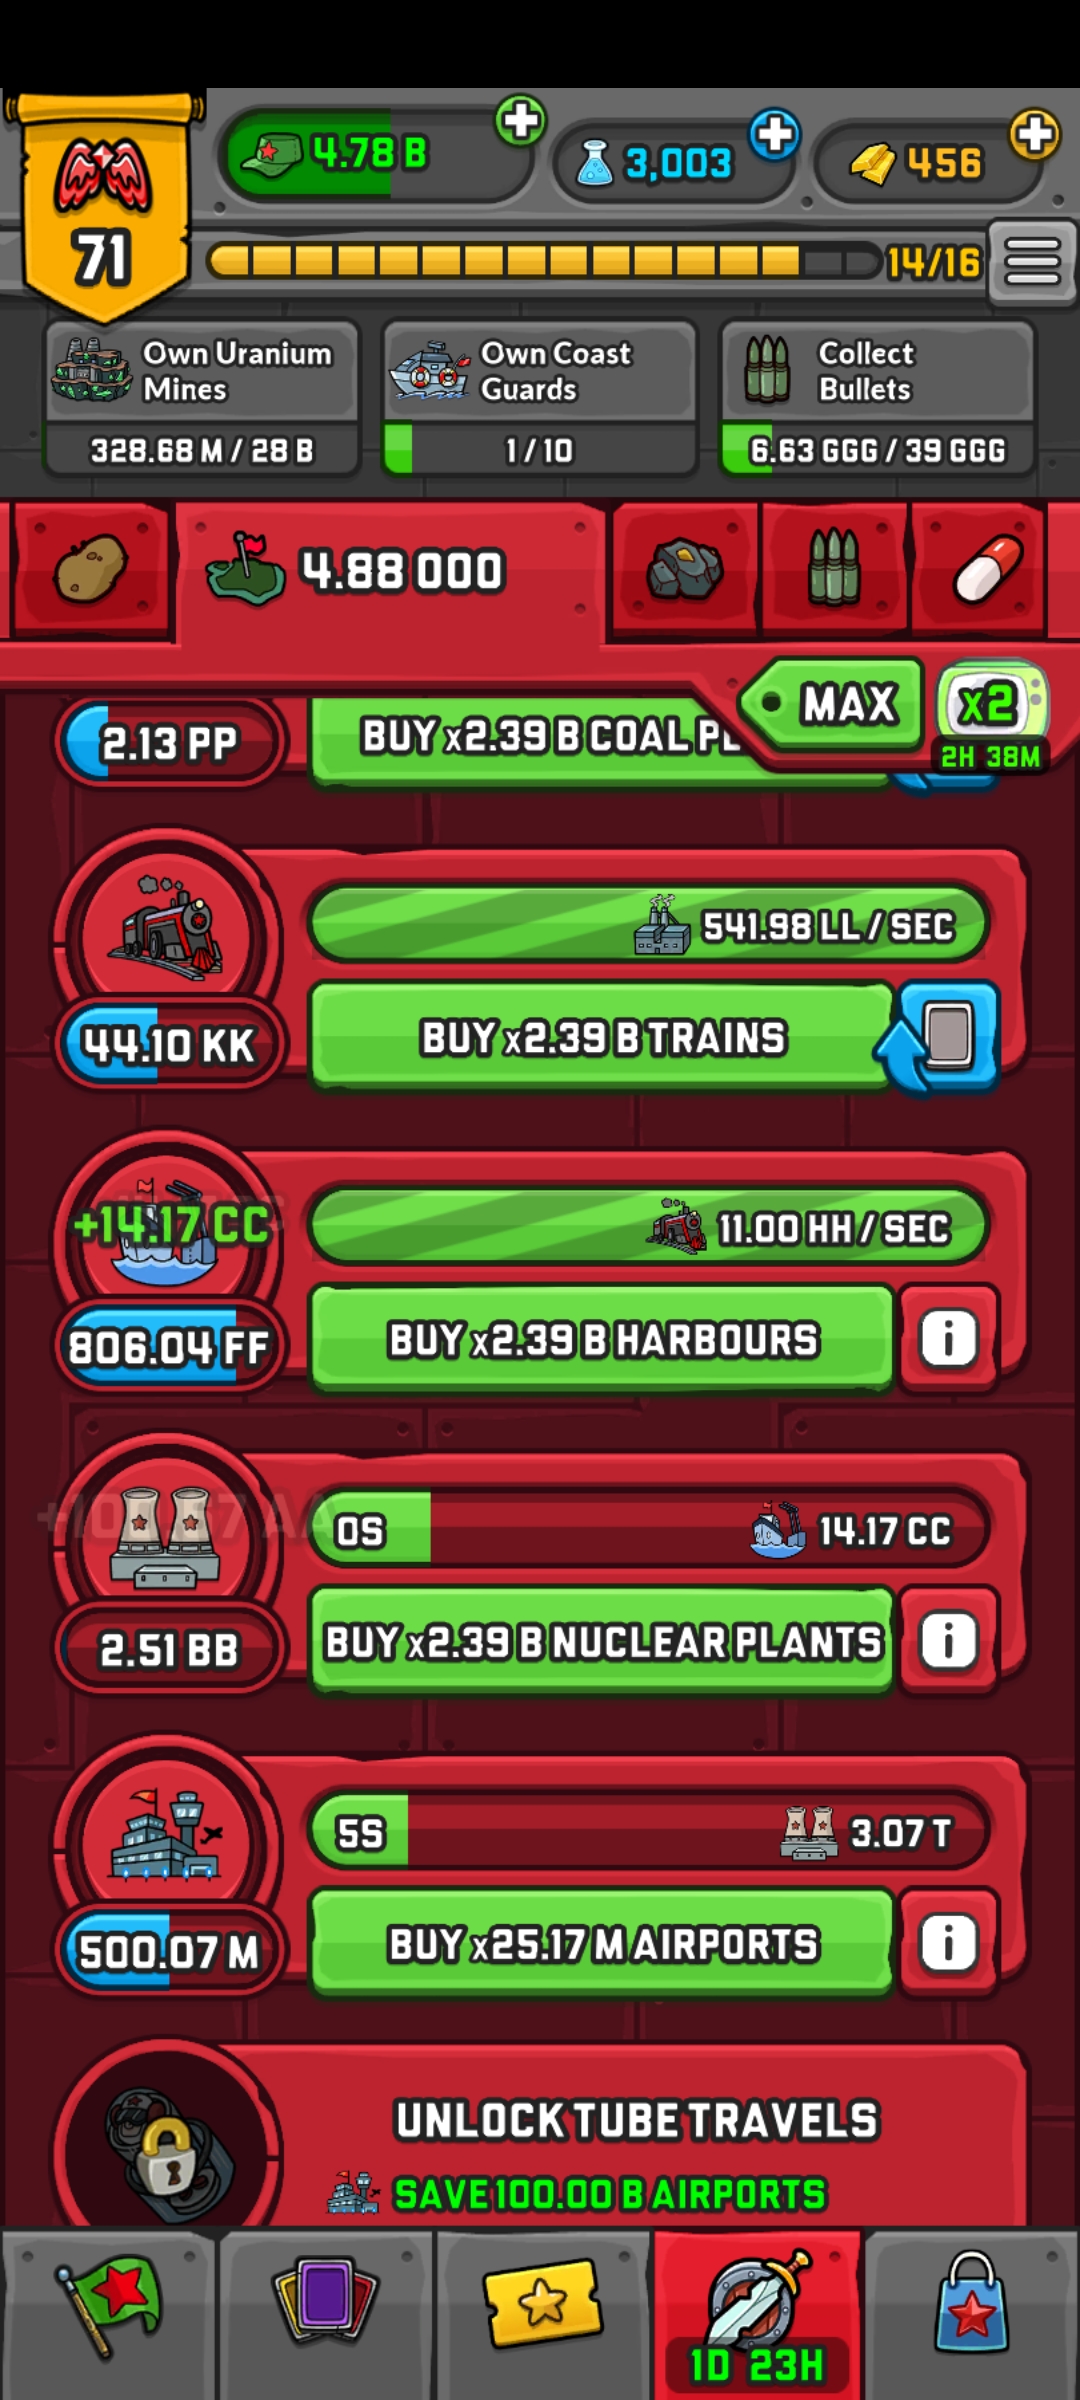 71
4.78 B
3,003
456
14/16
Own Uranium
Mines
328.68 M / 28 B
Own Coast
Guards
1 / 10
Collect
Bullets
6.63 GGG / 39 GGG
4.88 000
MAX
x2
2H 38M
2.13 PP
BUY x2.39 B COAL
541.98 LL / SEC
44.10 KK
BUY x2.39 B TRAINS
+14.17 CC
11.00 HH / SEC
806.04 FF
BUY x2.39 B HARBOURS
i
0S
14.17 CC
2.51 BB
BUY x2.39 B NUCLEAR PLANTS
i
5S
3.07 T
500.07 M
BUY x25.17 M AIRPORTS
i
UNLOCK TUBE TRAVELS
SAVE 100.00 B AIRPORTS
1D 23H